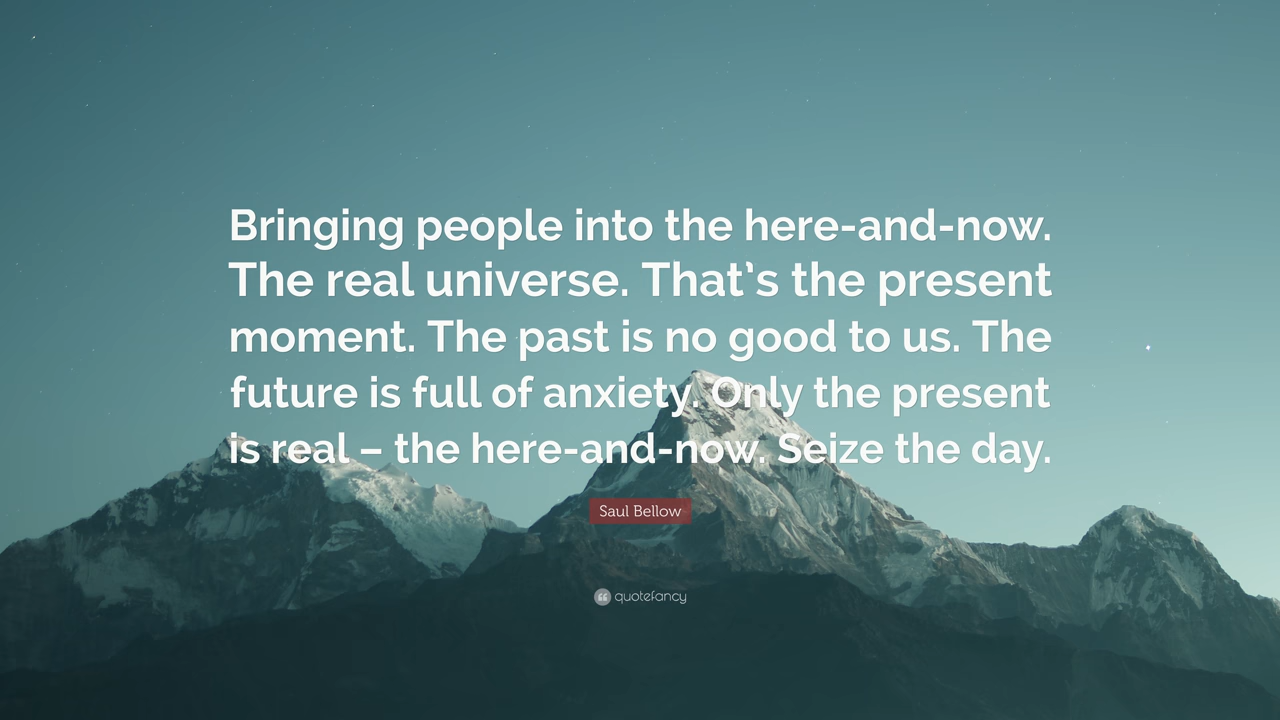 Bringing people into the here-and-now.
The real universe. That’s the present
moment. The past is no good to us. The
future is full of anxiety. Only the present
is real – the here-and-now. Seize the day.
Saul Bellow
quotefancy